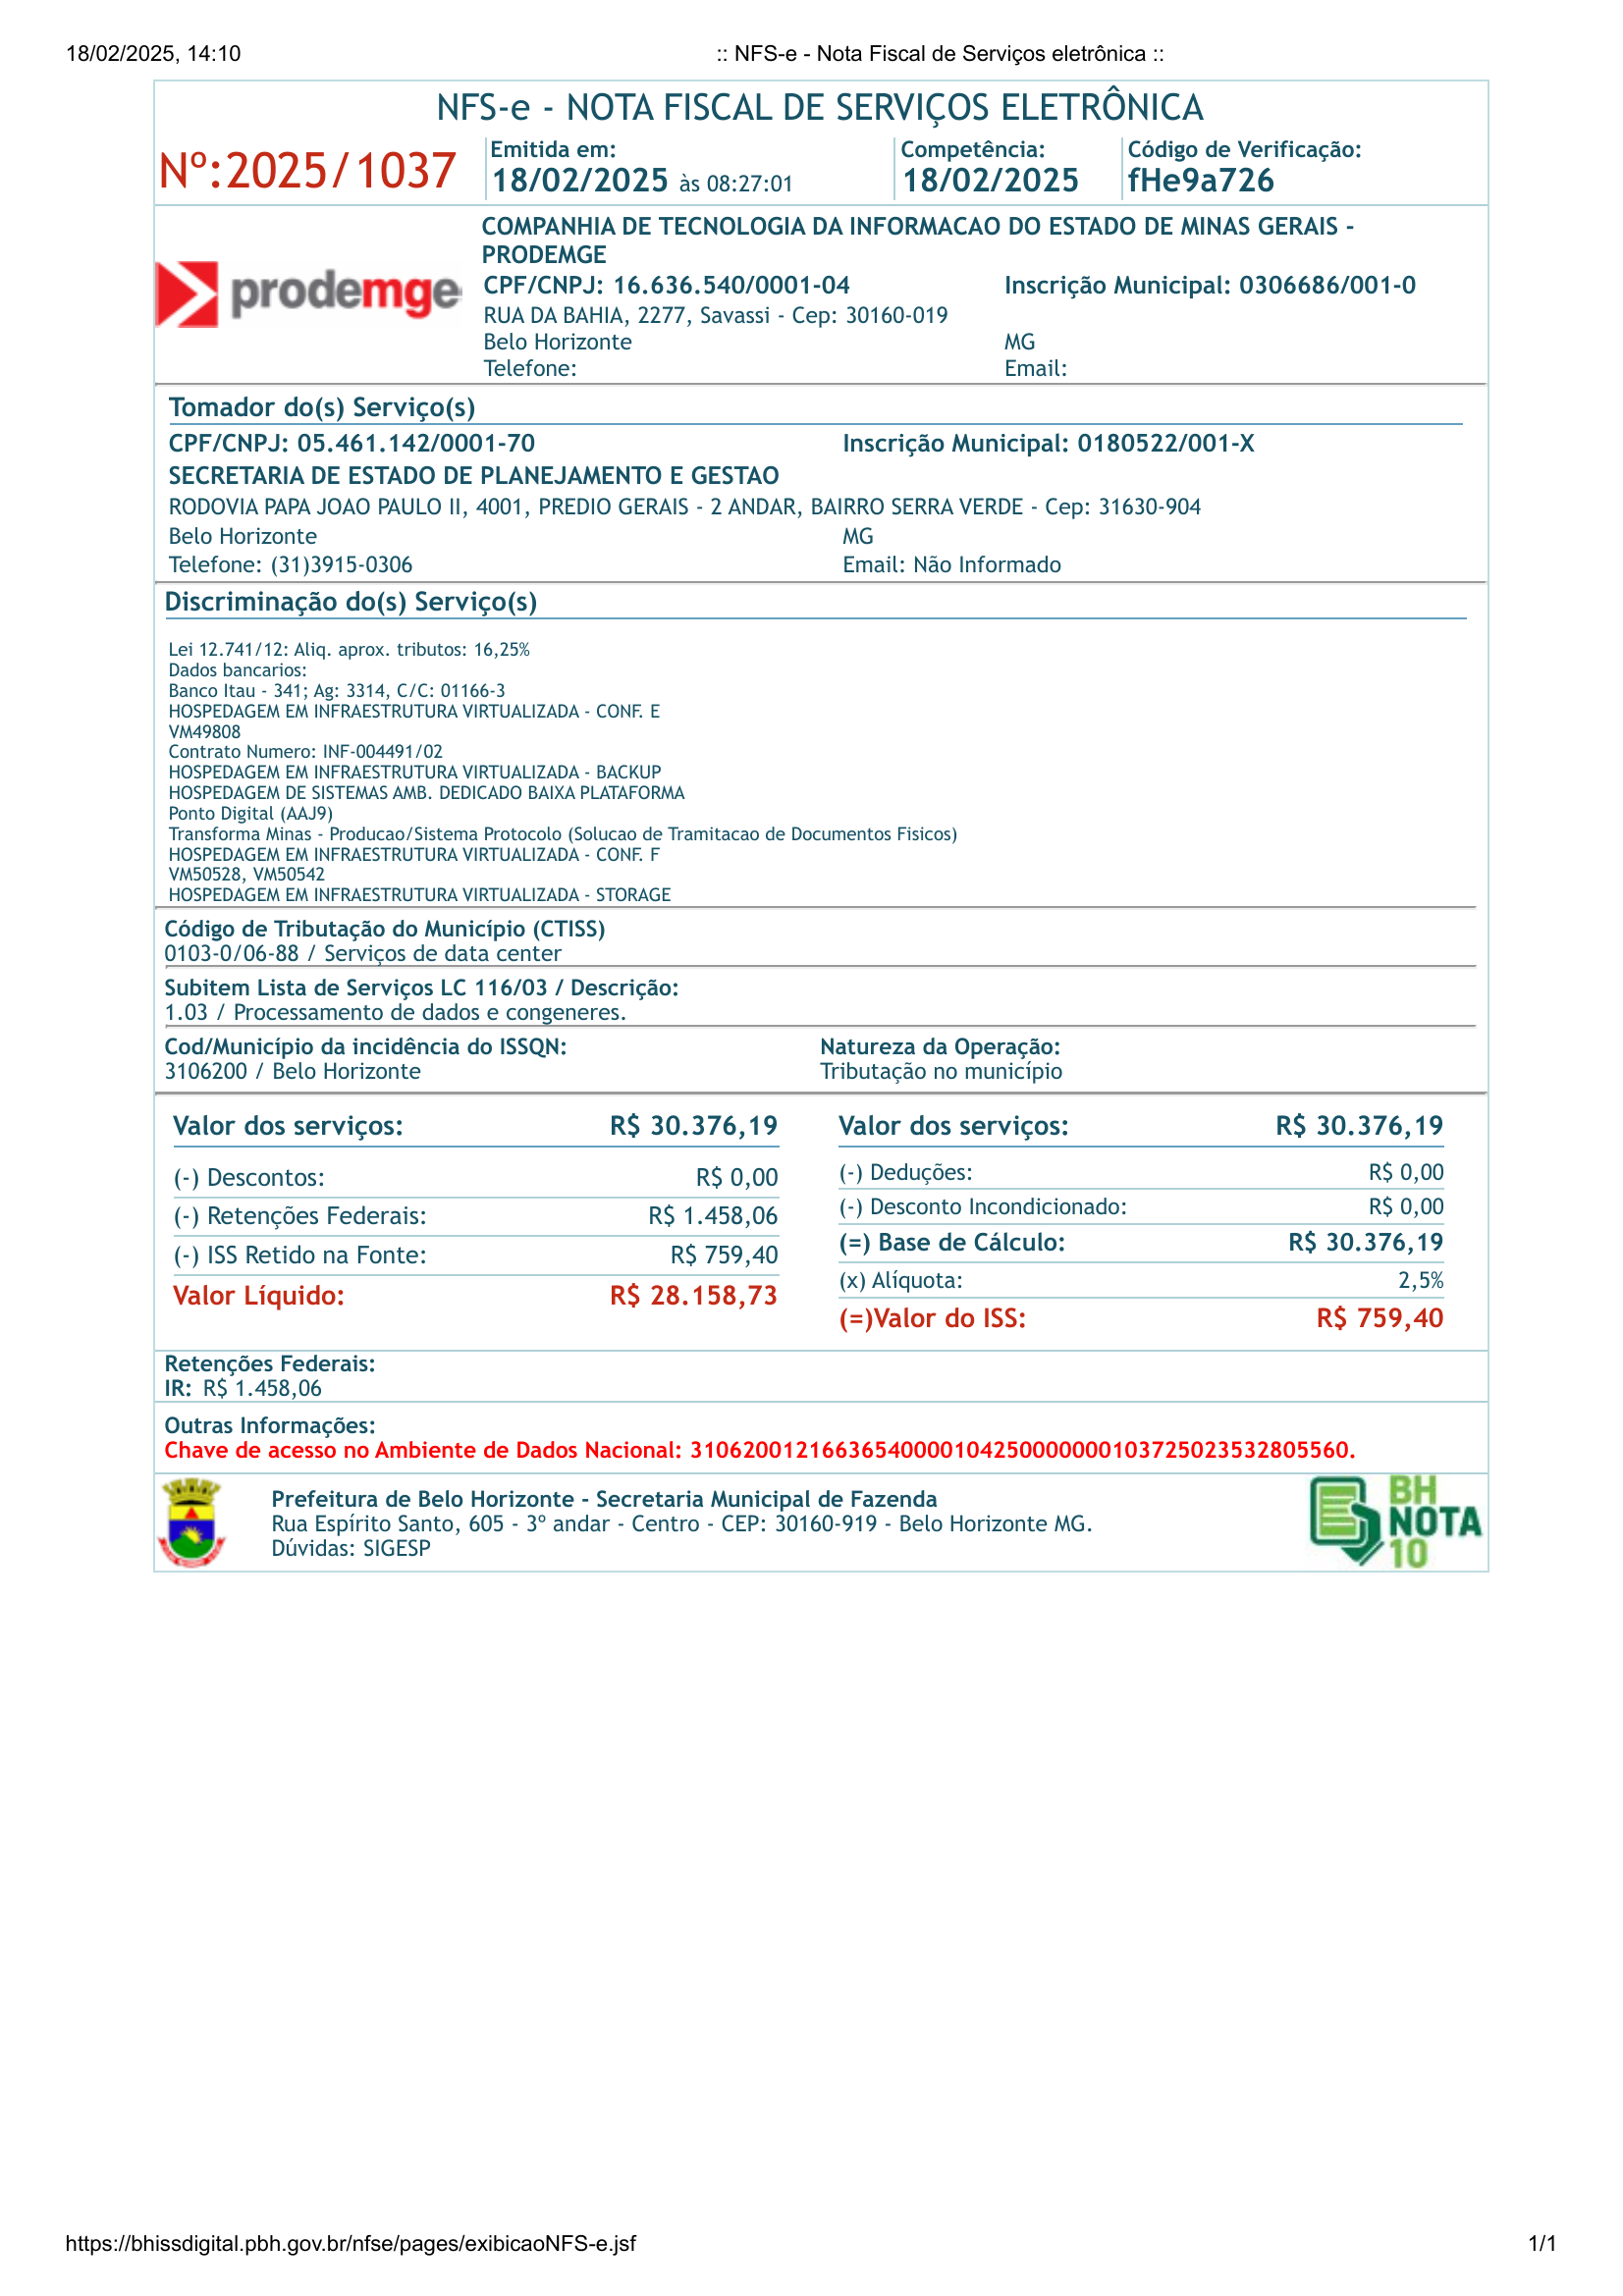 18/02/2025, 14:10
:: NFS-e - Nota Fiscal de Serviços eletrônica ::
NFS-e - NOTA FISCAL DE SERVIÇOS ELETRÔNICA
Nº:2025/1037
Emitida em:
18/02/2025 às 08:27:01
Competência:
18/02/2025
Código de Verificação:
fHe9a726
prodemge
COMPANHIA DE TECNOLOGIA DA INFORMACAO DO ESTADO DE MINAS GERAIS -
PRODEMGE
CPF/CNPJ: 16.636.540/0001-04 Inscrição Municipal: 0306686/001-0
RUA DA BAHIA, 2277, Savassi - Cep: 30160-019
Belo Horizonte MG
Telefone: Email:
Tomador do(s) Serviço(s)
CPF/CNPJ: 05.461.142/0001-70 Inscrição Municipal: 0180522/001-X
SECRETARIA DE ESTADO DE PLANEJAMENTO E GESTAO
RODOVIA PAPA JOAO PAULO II, 4001, PREDIO GERAIS - 2 ANDAR, BAIRRO SERRA VERDE - Cep: 31630-904
Belo Horizonte MG
Telefone: (31)3915-0306 Email: Não Informado
Discriminação do(s) Serviço(s)
Lei 12.741/12: Aliq. aprox. tributos: 16,25%
Dados bancarios:
Banco Itau - 341; Ag: 3314, C/C: 01166-3
HOSPEDAGEM EM INFRAESTRUTURA VIRTUALIZADA - CONF. E
VM49808
Contrato Numero: INF-004491/02
HOSPEDAGEM EM INFRAESTRUTURA VIRTUALIZADA - BACKUP
HOSPEDAGEM DE SISTEMAS AMB. DEDICADO BAIXA PLATAFORMA
Ponto Digital (AAJ9)
Transforma Minas - Producao/Sistema Protocolo (Solucao de Tramitacao de Documentos Fisicos)
HOSPEDAGEM EM INFRAESTRUTURA VIRTUALIZADA - CONF. F
VM50528, VM50542
HOSPEDAGEM EM INFRAESTRUTURA VIRTUALIZADA - STORAGE
Código de Tributação do Município (CTISS)
0103-0/06-88 / Serviços de data center
Subitem Lista de Serviços LC 116/03 / Descrição:
1.03 / Processamento de dados e congeneres.
Cod/Município da incidência do ISSQN: Natureza da Operação:
3106200 / Belo Horizonte Tributação no município
Valor dos serviços: R$ 30.376,19
(-) Descontos: R$ 0,00
(-) Retenções Federais: R$ 1.458,06
(-) ISS Retido na Fonte: R$ 759,40
Valor Líquido: R$ 28.158,73
Valor dos serviços: R$ 30.376,19
(-) Deduções: R$ 0,00
(-) Desconto Incondicionado: R$ 0,00
(=) Base de Cálculo: R$ 30.376,19
(x) Alíquota: 2,5%
(=)Valor do ISS: R$ 759,40
Retenções Federais:
IR: R$ 1.458,06
Outras Informações:
Chave de acesso no Ambiente de Dados Nacional: 31062001216636540000104250000000103725023532805560.
Prefeitura de Belo Horizonte - Secretaria Municipal de Fazenda
Rua Espírito Santo, 605 - 3º andar - Centro - CEP: 30160-919 - Belo Horizonte MG.
Dúvidas: SIGESP
BH
NOTA
10
https://bhissdigital.pbh.gov.br/nfse/pages/exibicaoNFS-e.jsf
1/1